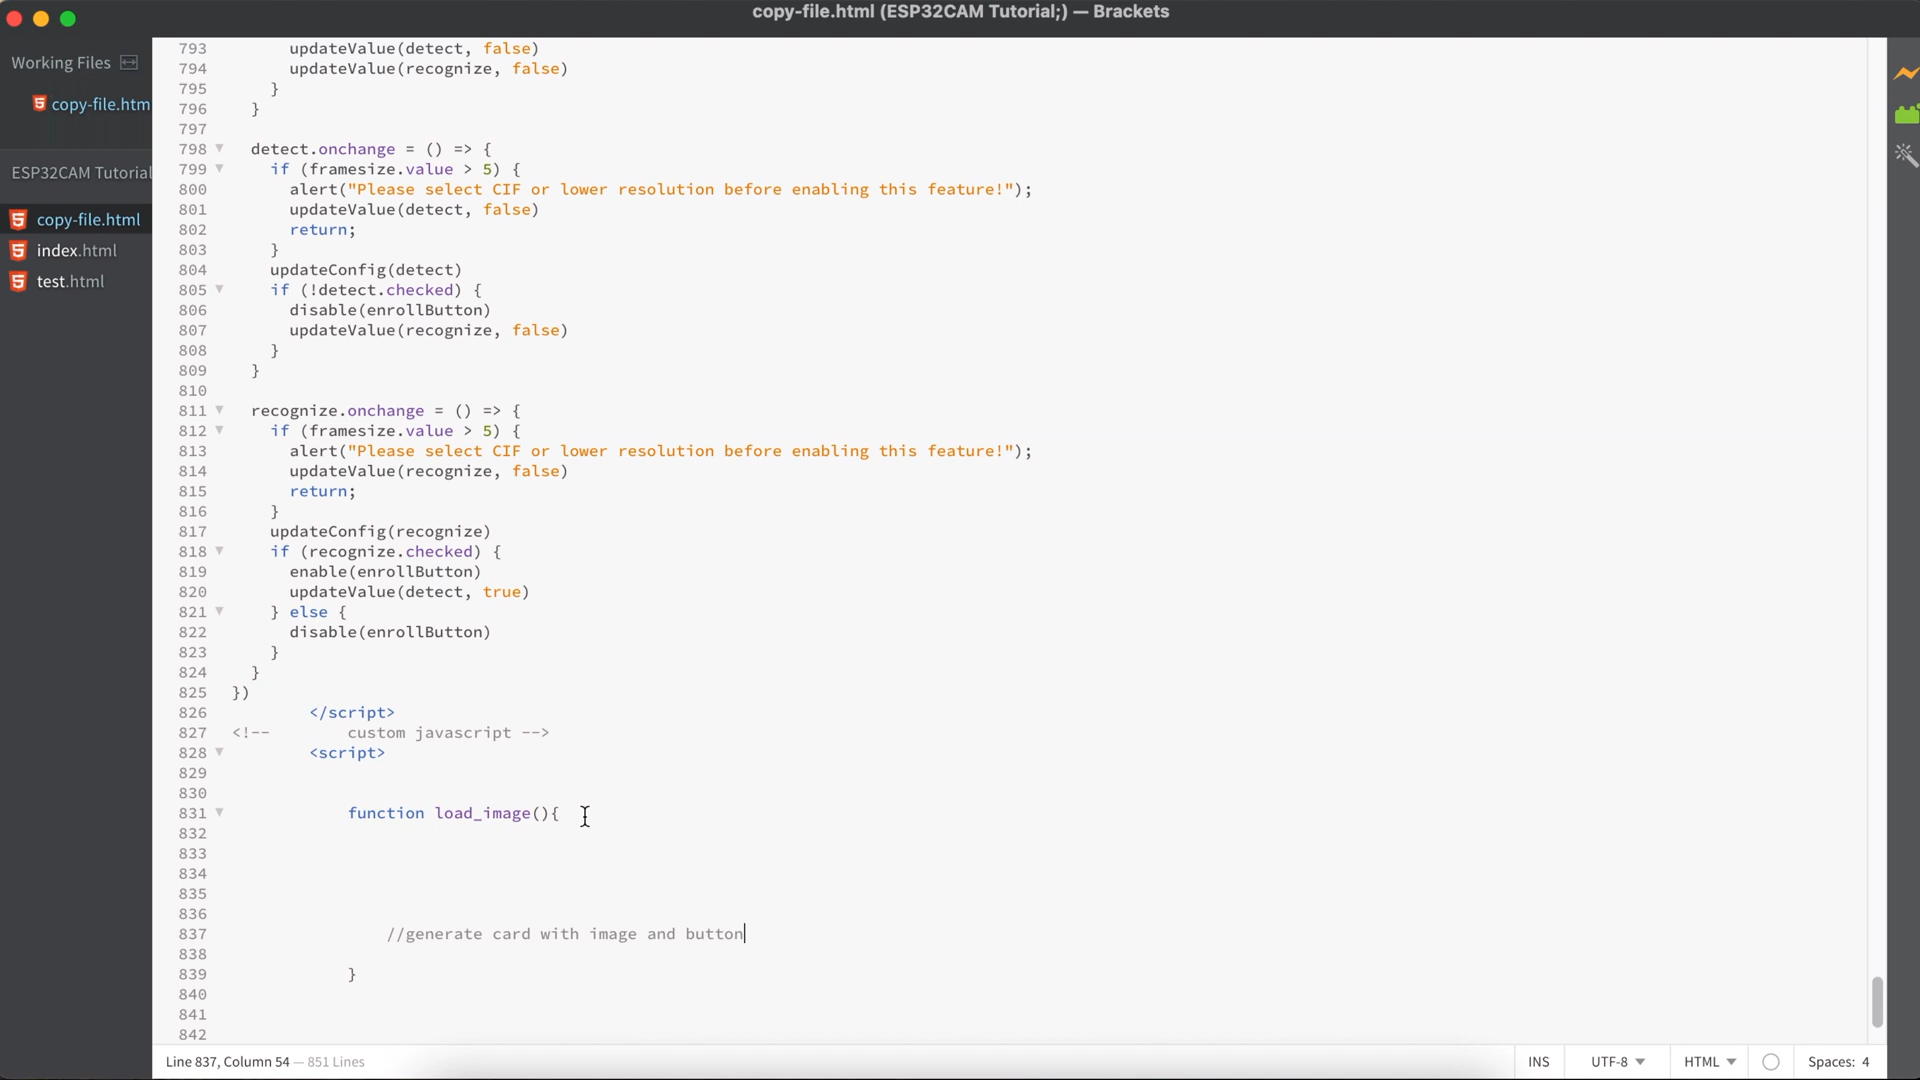 copy-file.html (ESP32CAM Tutorial;) — Brackets
Working Files
copy-file.htm
ESP32CAM Tutorial
copy-file.html
index.html
test.html
793 updateValue(detect, false)
794 updateValue(recognize, false)
795 }
796 }
797
798 detect.onchange = () => {
799 if (framesize.value > 5) {
800 alert("Please select CIF or lower resolution before enabling this feature!");
801 updateValue(detect, false)
802 return;
803 }
804 updateConfig(detect)
805 if (!detect.checked) {
806 disable(enrollButton)
807 updateValue(recognize, false)
808 }
809 }
810
811 recognize.onchange = () => {
812 if (framesize.value > 5) {
813 alert("Please select CIF or lower resolution before enabling this feature!");
814 updateValue(recognize, false)
815 return;
816 }
817 updateConfig(recognize)
818 if (recognize.checked) {
819 enable(enrollButton)
820 updateValue(detect, true)
821 } else {
822 disable(enrollButton)
823 }
824 }
825 })
826 </script>
827 <!-- custom javascript -->
828 <script>
829
830
831 function load_image(){
832
833
834
835
836
837 //generate card with image and button
838
839 }
840
841
842
Line 837, Column 54 — 851 Lines
INS
UTF-8
HTML
Spaces: 4